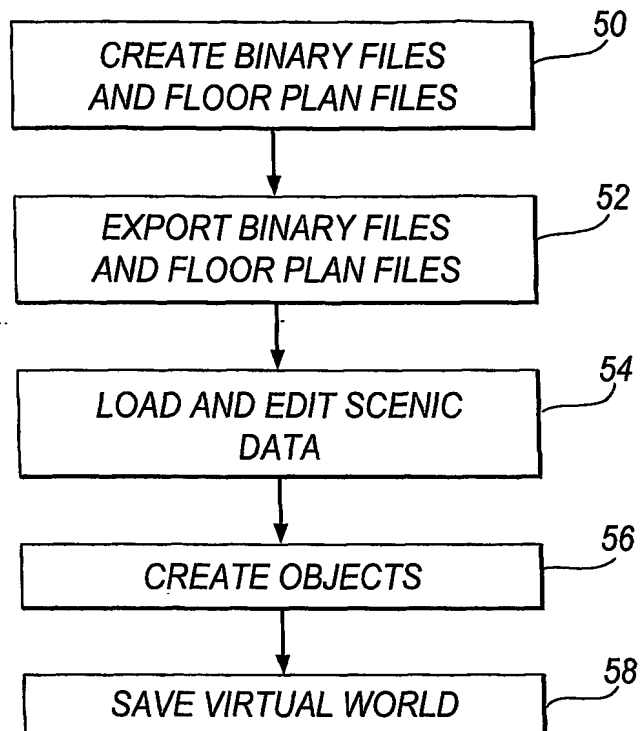 50
CREATE BINARY FILES
AND FLOOR PLAN FILES
52
EXPORT BINARY FILES
AND FLOOR PLAN FILES
54
LOAD AND EDIT SCENIC
DATA
56
CREATE OBJECTS
58
SAVE VIRTUAL WORLD